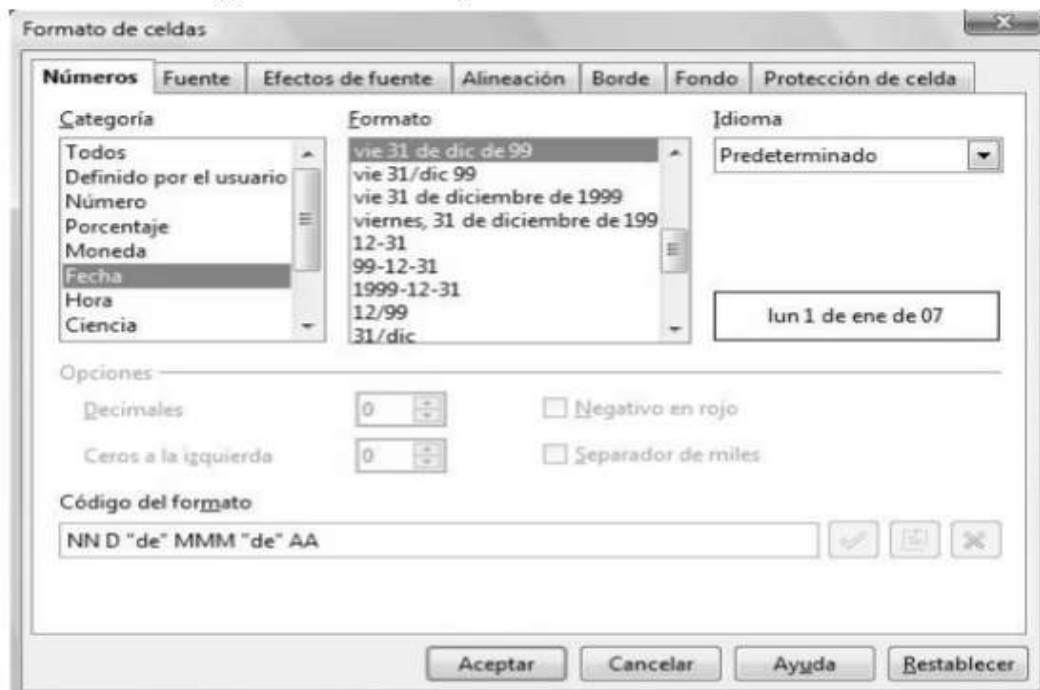 Formato de celdas
Números Fuente Efectos de fuente Alineación Borde Fondo Protección de celda
Categoría
Todos
Definido por el usuario
Número
Porcentaje
Moneda
Fecha
Hora
Ciencia
Formato
vie 31 de dic de 99
vie 31/dic 99
vie 31 de diciembre de 1999
viernes, 31 de diciembre de 199
12-31
99-12-31
1999-12-31
12/99
31/dic
Idioma
Predeterminado
lun 1 de ene de 07
Opciones
Decimales 0
Negativo en rojo
Ceros a la izquierda 0
Separador de miles
Código del formato
NN D "de" MMM "de" AA
Aceptar Cancelar Ayuda Restablecer